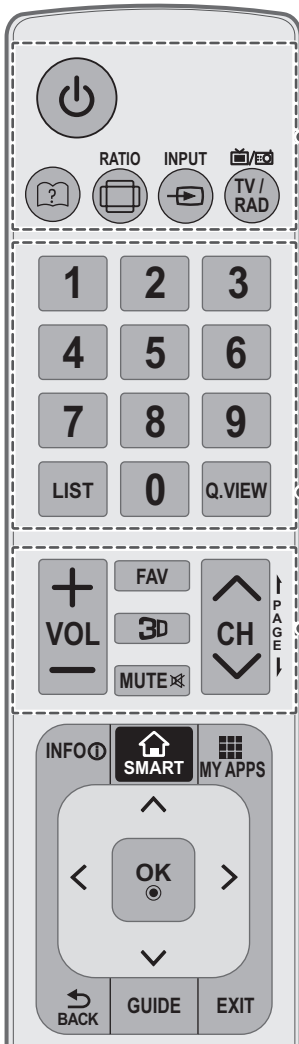 RATIO INPUT
TV / RAD
1 2 3
4 5 6
7 8 9
LIST 0 Q.VIEW
+ FAV
VOL 3D CH PAGE
− MUTE
INFO SMART MY APPS
OK
BACK GUIDE EXIT